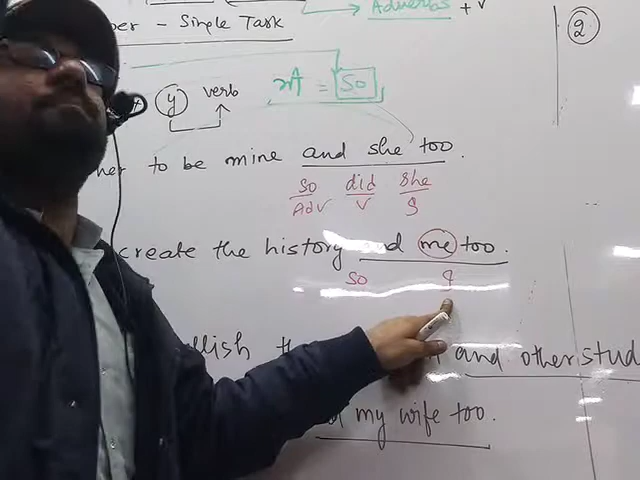 Adverbs + V
per - Simple Task
②
y verb = So
her to be mine and she too.
so did she
Adv V S
create the history and me too.
so I
and other stud
my wife too.